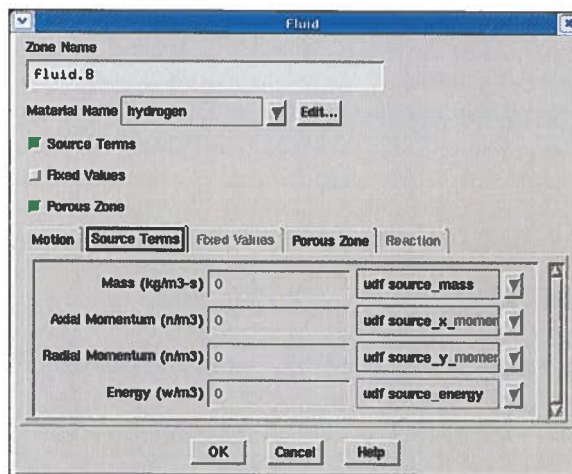 Fluid
Zone Name
fluid.8
Material Name hydrogen Edit...
Source Terms
Fixed Values
Porous Zone
Motion Source Terms Fixed Values Porous Zone Reaction
Mass (kg/m3-s) 0 udf source_mass
Axial Momentum (n/m3) 0 udf source_x_momer
Radial Momentum (n/m3) 0 udf source_y_momer
Energy (w/m3) 0 udf source_energy
OK Cancel Help